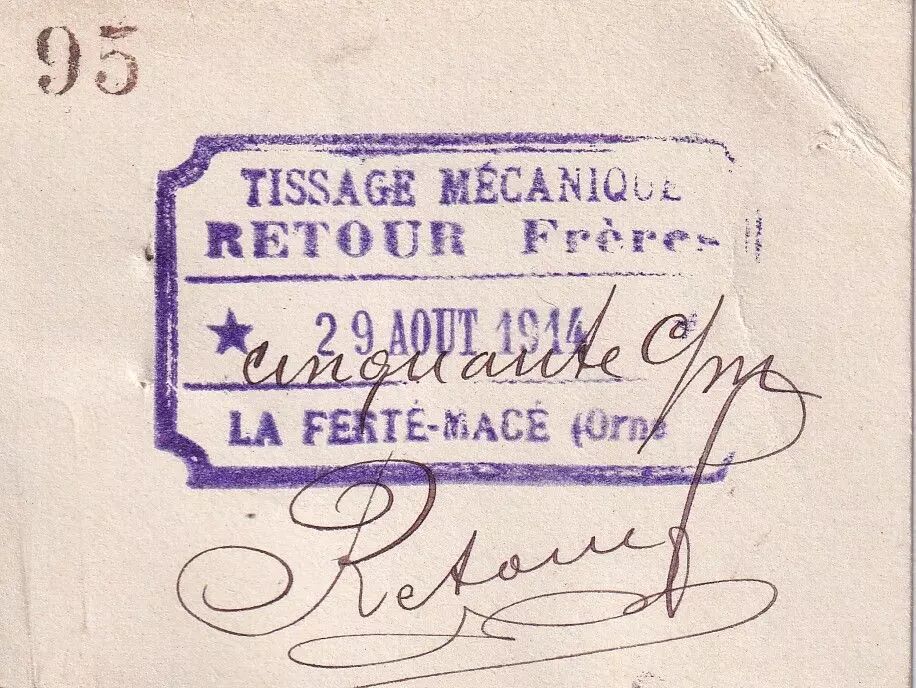 95
TISSAGE MÉCANIQUE
RETOUR Frères
★ 29 AOUT 1914
cinquante c/m
LA FERTÉ-MACÉ (Orne
Retour